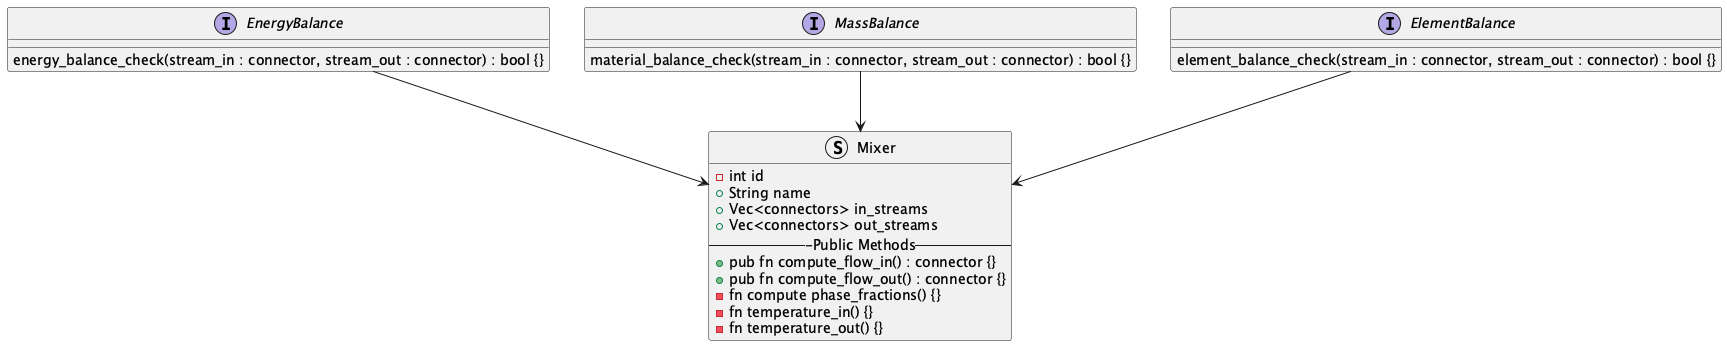 I EnergyBalance
energy_balance_check(stream_in : connector, stream_out : connector) : bool {}
I MassBalance
material_balance_check(stream_in : connector, stream_out : connector) : bool {}
I ElementBalance
element_balance_check(stream_in : connector, stream_out : connector) : bool {}
S Mixer
int id
String name
Vec<connectors> in_streams
Vec<connectors> out_streams
-Public Methods
pub fn compute_flow_in() : connector {}
pub fn compute_flow_out() : connector {}
fn compute phase_fractions() {}
fn temperature_in() {}
fn temperature_out() {}